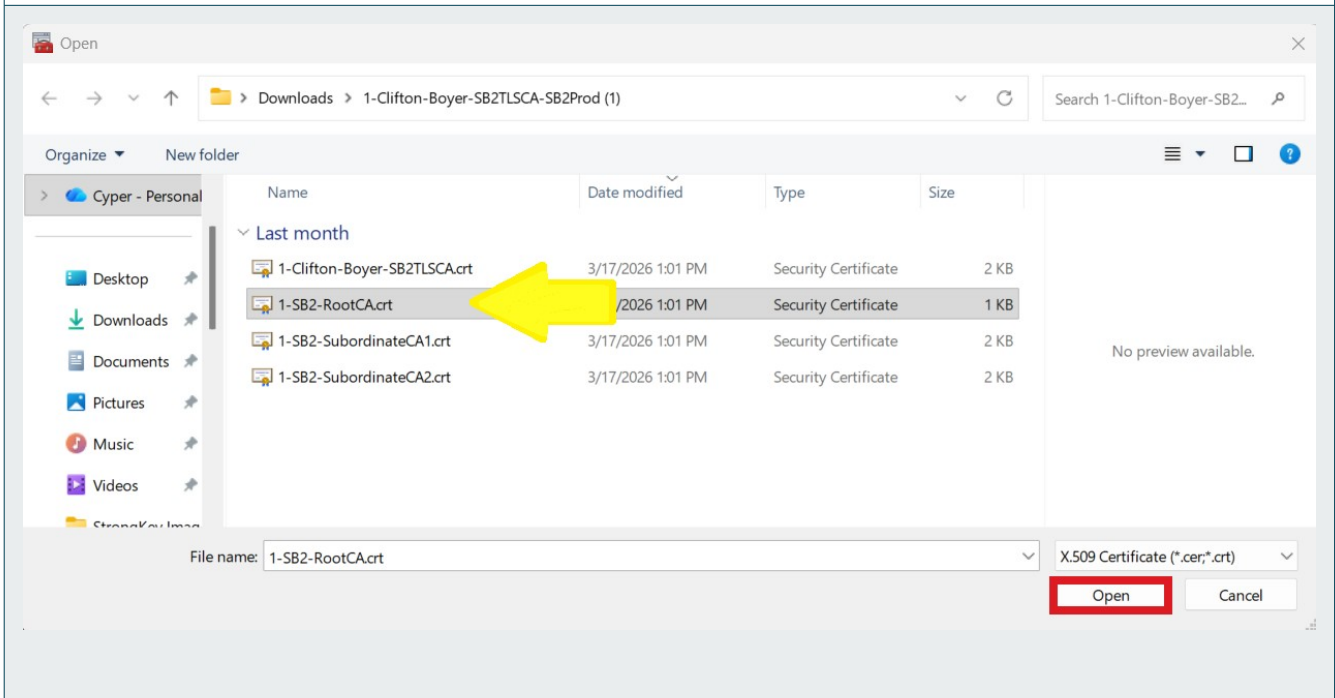 Open
Downloads > 1-Clifton-Boyer-SB2TLSCA-SB2Prod (1)
Search 1-Clifton-Boyer-SB2...
Organize
New folder
Cyper - Personal
Name Date modified Type Size
Last month
1-Clifton-Boyer-SB2TLSCA.crt 3/17/2026 1:01 PM Security Certificate 2 KB
Desktop
1-SB2-RootCA.crt /2026 1:01 PM Security Certificate 1 KB
Downloads
1-SB2-SubordinateCA1.crt 3/17/2026 1:01 PM Security Certificate 2 KB
No preview available.
Documents
1-SB2-SubordinateCA2.crt 3/17/2026 1:01 PM Security Certificate 2 KB
Pictures
Music
Videos
StrongKey Imag
File name: 1-SB2-RootCA.crt
X.509 Certificate (*.cer;*.crt)
Open
Cancel